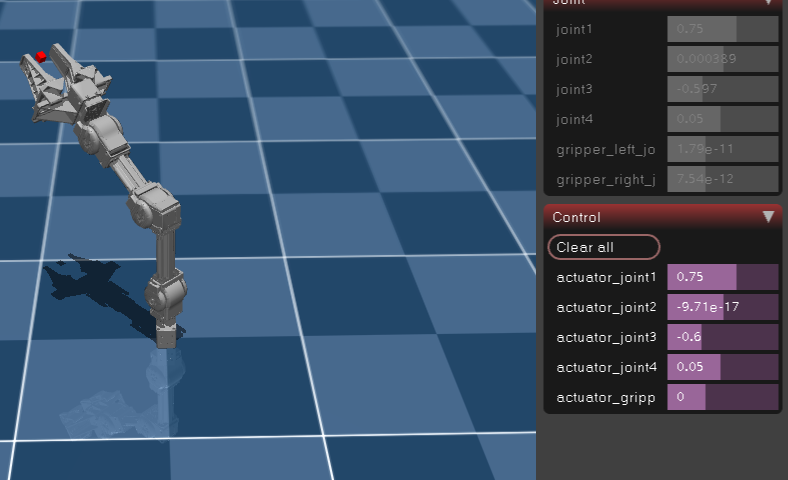 Joint
joint1 0.75
joint2 0.000389
joint3 -0.597
joint4 0.05
gripper_left_jo 1.79e-11
gripper_right_j 7.54e-12
Control
Clear all
actuator_joint1 0.75
actuator_joint2 -9.71e-17
actuator_joint3 -0.6
actuator_joint4 0.05
actuator_gripp 0